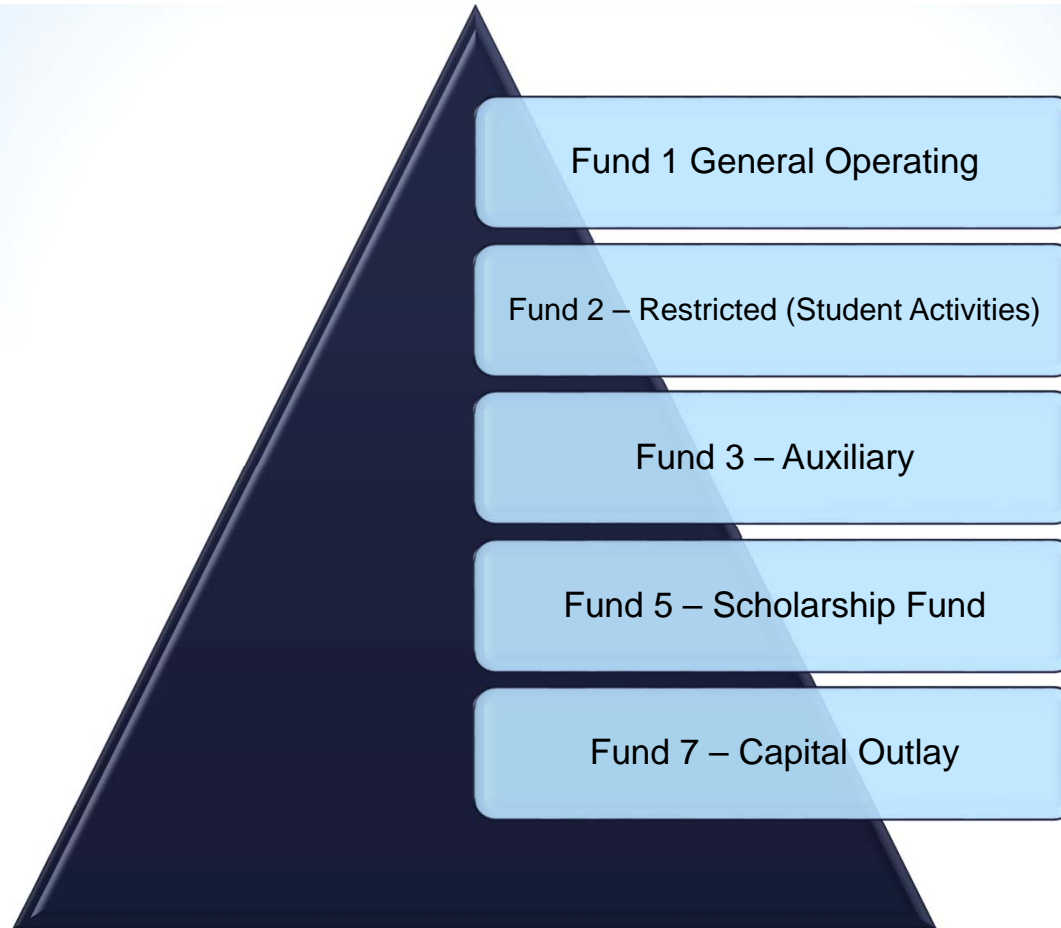 Fund 1 General Operating
Fund 2 – Restricted (Student Activities)
Fund 3 – Auxiliary
Fund 5 – Scholarship Fund
Fund 7 – Capital Outlay